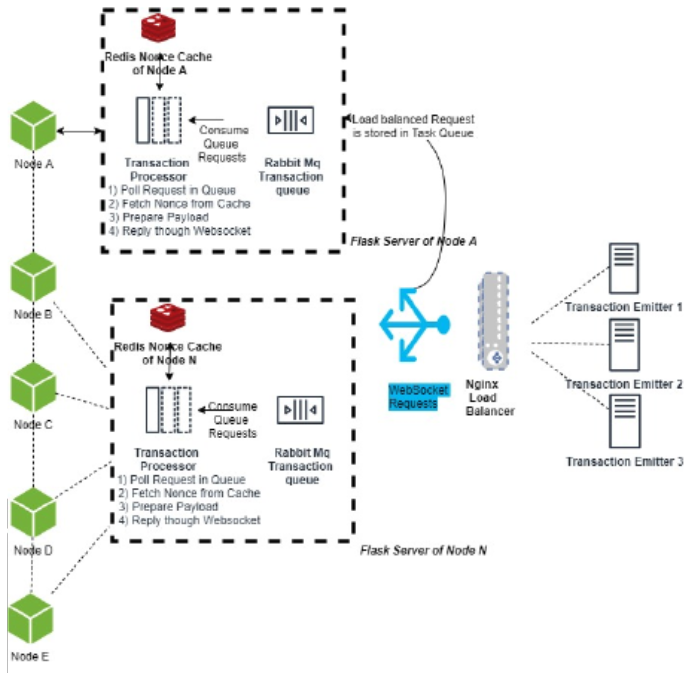 Redis Nonce Cache
of Node A
Node A
Consume
Queue
Requests
Load balanced Request
is stored in Task Queue
Transaction
Processor
Rabbit Mq
Transaction
queue
1) Poll Request in Queue
2) Fetch Nonce from Cache
3) Prepare Payload
4) Reply though Websocket
Flask Server of Node A
Node B
Transaction Emitter 1
Redis Nonce Cache
of Node N
Transaction Emitter 2
WebSocket
Requests
Nginx
Load
Balancer
Node C
Consume
Queue
Requests
Transaction
Processor
Rabbit Mq
Transaction
queue
Transaction Emitter 3
1) Poll Request in Queue
2) Fetch Nonce from Cache
3) Prepare Payload
4) Reply though Websocket
Node D
Flask Server of Node N
Node E